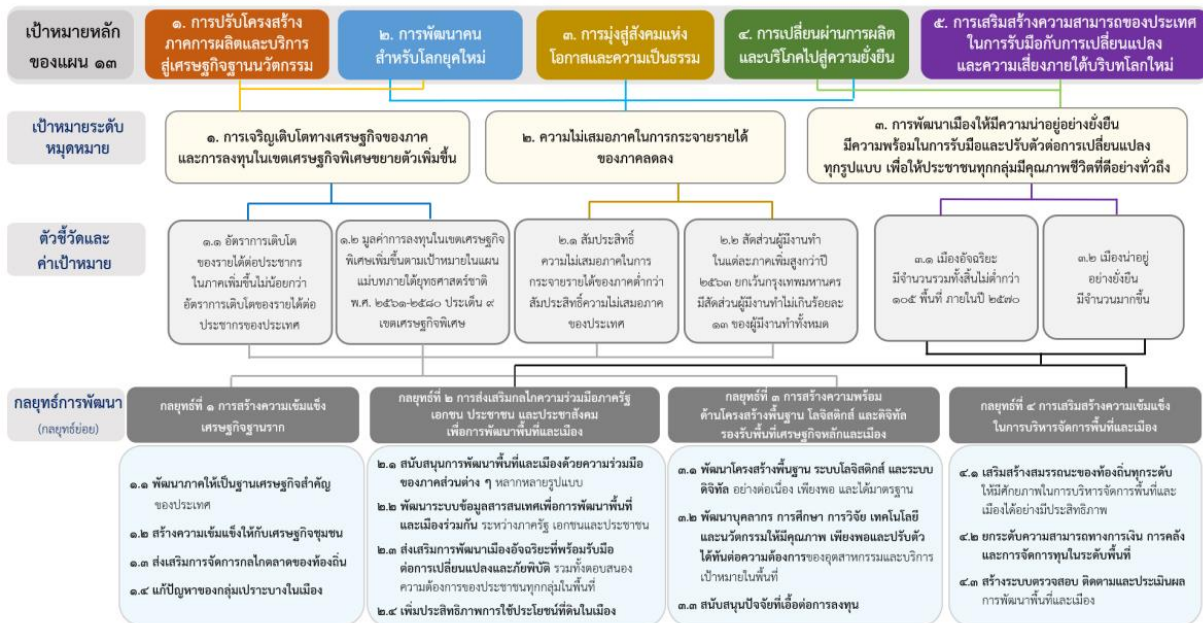 เป้าหมายหลัก
ของแผน ๑๓
๑. การปรับโครงสร้าง
ภาคการผลิตและบริการ
สู่เศรษฐกิจฐานนวัตกรรม
๒. การพัฒนาคน
สำหรับโลกยุคใหม่
๓. การมุ่งสู่สังคมแห่ง
โอกาสและความเป็นธรรม
๔. การเปลี่ยนผ่านการผลิต
และบริโภคไปสู่ความยั่งยืน
๕. การเสริมสร้างความสามารถของประเทศ
ในการรับมือกับการเปลี่ยนแปลง
และความเสี่ยงภายใต้บริบทโลกใหม่
เป้าหมายระดับ
หมุดหมาย
๑. การเจริญเติบโตทางเศรษฐกิจของภาค
และการลงทุนในเขตเศรษฐกิจพิเศษขยายตัวเพิ่มขึ้น
๒. ความไม่เสมอภาคในการกระจายรายได้
ของภาคลดลง
๓. การพัฒนาเมืองให้มีความน่าอยู่อย่างยั่งยืน
มีความพร้อมในการรับมือและปรับตัวต่อการเปลี่ยนแปลง
ทุกรูปแบบ เพื่อให้ประชาชนทุกกลุ่มมีคุณภาพชีวิตที่ดีอย่างทั่วถึง
ตัวชี้วัดและ
ค่าเป้าหมาย
๑.๑ อัตราการเติบโต
ของรายได้ต่อประชากร
ในภาคเพิ่มขึ้นไม่น้อยกว่า
อัตราการเติบโตของรายได้ต่อ
ประชากรของประเทศ
๑.๒ มูลค่าการลงทุนในเขตเศรษฐกิจ
พิเศษเพิ่มขึ้นตามเป้าหมายในแผน
แม่บทภายใต้ยุทธศาสตร์ชาติ
พ.ศ. ๒๕๖๑-๒๕๘๐ ประเด็น ๙
เขตเศรษฐกิจพิเศษ
๒.๑ สัมประสิทธิ์
ความไม่เสมอภาคในการ
กระจายรายได้ของภาคต่ำกว่า
สัมประสิทธิ์ความไม่เสมอภาค
ของประเทศ
๒.๒ สัดส่วนผู้มีงานทำ
ในแต่ละภาคเพิ่มสูงกว่าปี
๒๕๖๓ ยกเว้นกรุงเทพมหานคร
มีสัดส่วนผู้มีงานทำไม่เกินร้อยละ
๑๓ ของผู้มีงานทำทั้งหมด
๓.๑ เมืองอัจฉริยะ
มีจำนวนรวมทั้งสิ้นไม่ต่ำกว่า
๑๐๕ พื้นที่ ภายในปี ๒๕๗๐
๓.๒ เมืองน่าอยู่
อย่างยั่งยืน
มีจำนวนมากขึ้น
กลยุทธ์การพัฒนา
(กลยุทธ์ย่อย)
กลยุทธ์ที่ ๑ การสร้างความเข้มแข็ง
เศรษฐกิจฐานราก
กลยุทธ์ที่ ๒ การส่งเสริมกลไกความร่วมมือภาครัฐ
เอกชน ประชาชน และประชาสังคม
เพื่อการพัฒนาพื้นที่และเมือง
กลยุทธ์ที่ ๓ การสร้างความพร้อม
ด้านโครงสร้างพื้นฐาน โลจิสติกส์ และดิจิทัล
รองรับพื้นที่เศรษฐกิจหลักและเมือง
กลยุทธ์ที่ ๔ การเสริมสร้างความเข้มแข็ง
ในการบริหารจัดการพื้นที่และเมือง
๑.๑ พัฒนาภาคให้เป็นฐานเศรษฐกิจสำคัญ
ของประเทศ
๑.๒ สร้างความเข้มแข็งให้กับเศรษฐกิจชุมชน
๑.๓ ส่งเสริมการจัดการกลไกตลาดของท้องถิ่น
๑.๔ แก้ปัญหาของกลุ่มเปราะบางในเมือง
๒.๑ สนับสนุนการพัฒนาพื้นที่และเมืองด้วยความร่วมมือ
ของภาคส่วนต่าง ๆ หลากหลายรูปแบบ
๒.๒ พัฒนาระบบข้อมูลสารสนเทศเพื่อการพัฒนาพื้นที่
และเมืองร่วมกัน ระหว่างภาครัฐ เอกชนและประชาชน
๒.๓ ส่งเสริมการพัฒนาเมืองอัจฉริยะที่พร้อมรับมือ
ต่อการเปลี่ยนแปลงและภัยพิบัติ รวมทั้งตอบสนอง
ความต้องการของประชาชนทุกกลุ่มในพื้นที่
๒.๔ เพิ่มประสิทธิภาพการใช้ประโยชน์ที่ดินในเมือง
๓.๑ พัฒนาโครงสร้างพื้นฐาน ระบบโลจิสติกส์ และระบบ
ดิจิทัล อย่างต่อเนื่อง เพียงพอ และได้มาตรฐาน
๓.๒ พัฒนาบุคลากร การศึกษา การวิจัย เทคโนโลยี
และนวัตกรรมให้มีคุณภาพ เพียงพอและปรับตัว
ได้ทันต่อความต้องการของอุตสาหกรรมและบริการ
เป้าหมายในพื้นที่
๓.๓ สนับสนุนปัจจัยที่เอื้อต่อการลงทุน
๔.๑ เสริมสร้างสมรรถนะของท้องถิ่นทุกระดับ
ให้มีศักยภาพในการบริหารจัดการพื้นที่และ
เมืองได้อย่างมีประสิทธิภาพ
๔.๒ ยกระดับความสามารถทางการเงิน การคลัง
และการจัดการทุนในระดับพื้นที่
๔.๓ สร้างระบบตรวจสอบ ติดตามและประเมินผล
การพัฒนาพื้นที่และเมือง